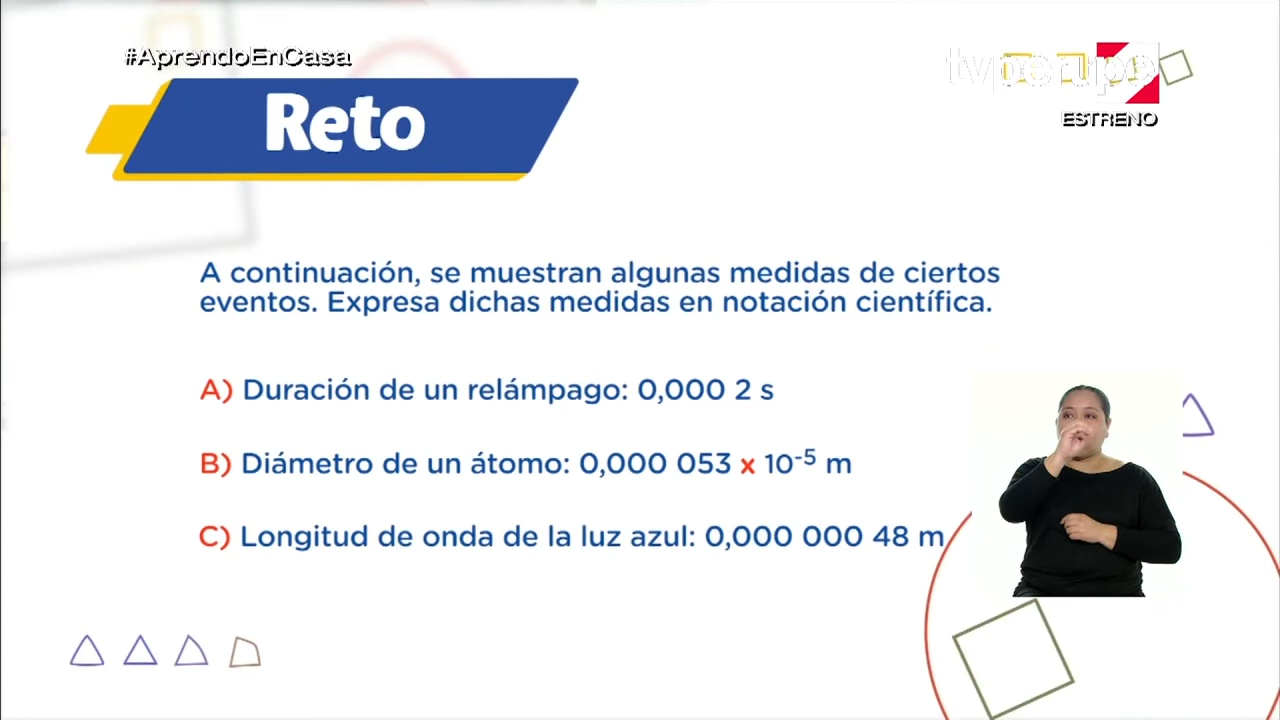 #AprendoEnCasa
tvperu
ESTRENO
Reto
A continuación, se muestran algunas medidas de ciertos
eventos. Expresa dichas medidas en notación científica.
A) Duración de un relámpago: 0,000 2 s
B) Diámetro de un átomo: 0,000 053 x 10⁻⁵ m
C) Longitud de onda de la luz azul: 0,000 000 48 m